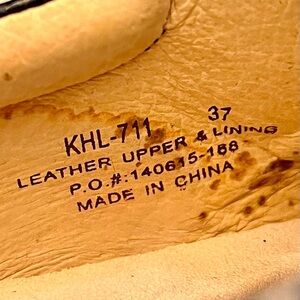 KHL-711 37
LEATHER UPPER & LINING
P.O.#:140615-188
MADE IN CHINA